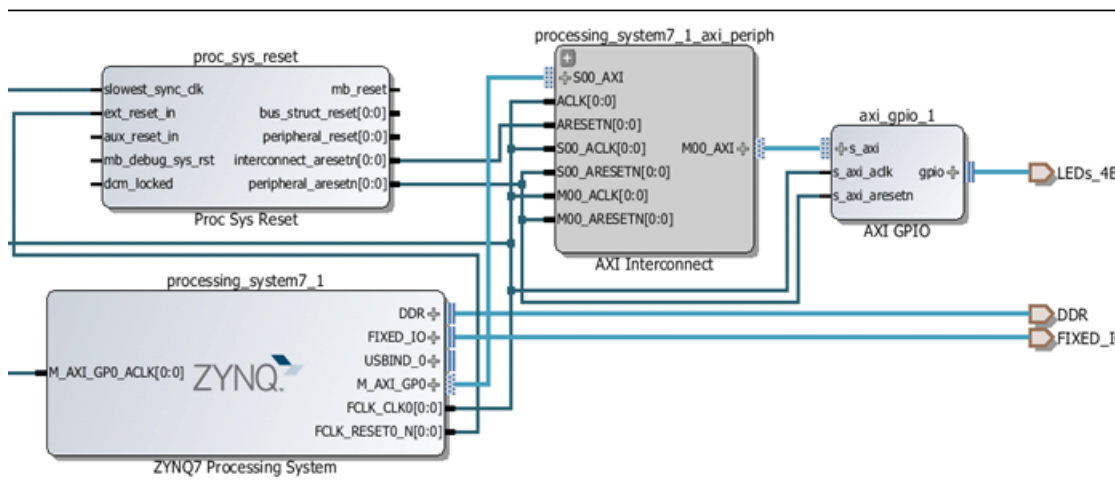 proc_sys_reset
slowest_sync_clk
ext_reset_in
aux_reset_in
mb_debug_sys_rst
dcm_locked
mb_reset
bus_struct_reset[0:0]
peripheral_reset[0:0]
interconnect_aresetn[0:0]
peripheral_aresetn[0:0]
Proc Sys Reset
processing_system7_1_axi_periph
S00_AXI
ACLK[0:0]
ARESETN[0:0]
S00_ACLK[0:0]
S00_ARESETN[0:0]
M00_ACLK[0:0]
M00_ARESETN[0:0]
M00_AXI
AXI Interconnect
axi_gpio_1
s_axi
s_axi_aclk
s_axi_aresetn
gpio
AXI GPIO
LEDs_4B
processing_system7_1
M_AXI_GP0_ACLK[0:0]
ZYNQ
DDR
FIXED_IO
USBIND_0
M_AXI_GP0
FCLK_CLK0[0:0]
FCLK_RESET0_N[0:0]
ZYNQ7 Processing System
DDR
FIXED_I